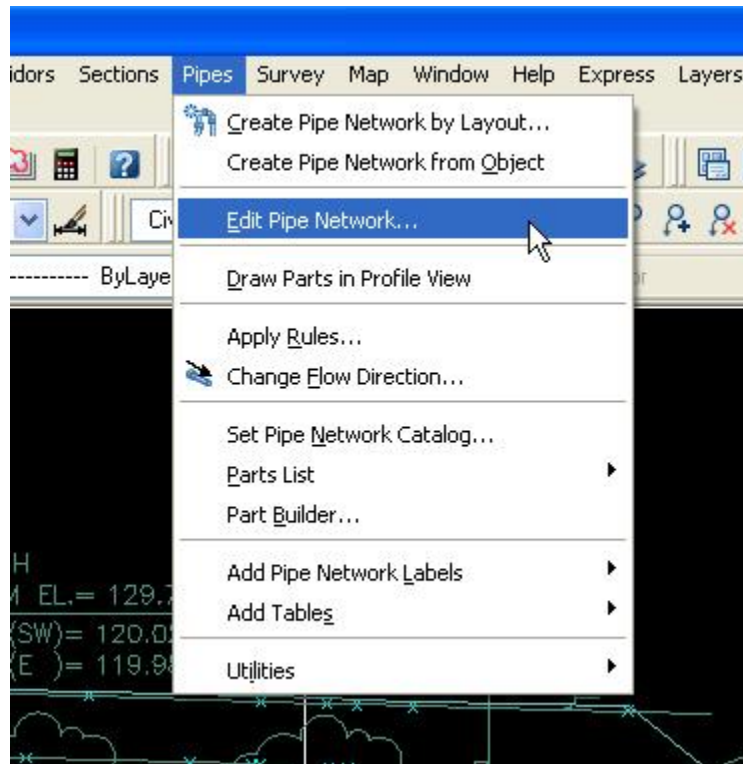 idors Sections Pipes Survey Map Window Help Express Layers
Create Pipe Network by Layout...
Create Pipe Network from Object
Civ
Edit Pipe Network...
---------- ByLaye
Draw Parts in Profile View
Apply Rules...
Change Flow Direction...
Set Pipe Network Catalog...
Parts List
Part Builder...
H
Add Pipe Network Labels
M EL.= 129.7
Add Tables
(SW)= 120.0
(E )= 119.9
Utilities